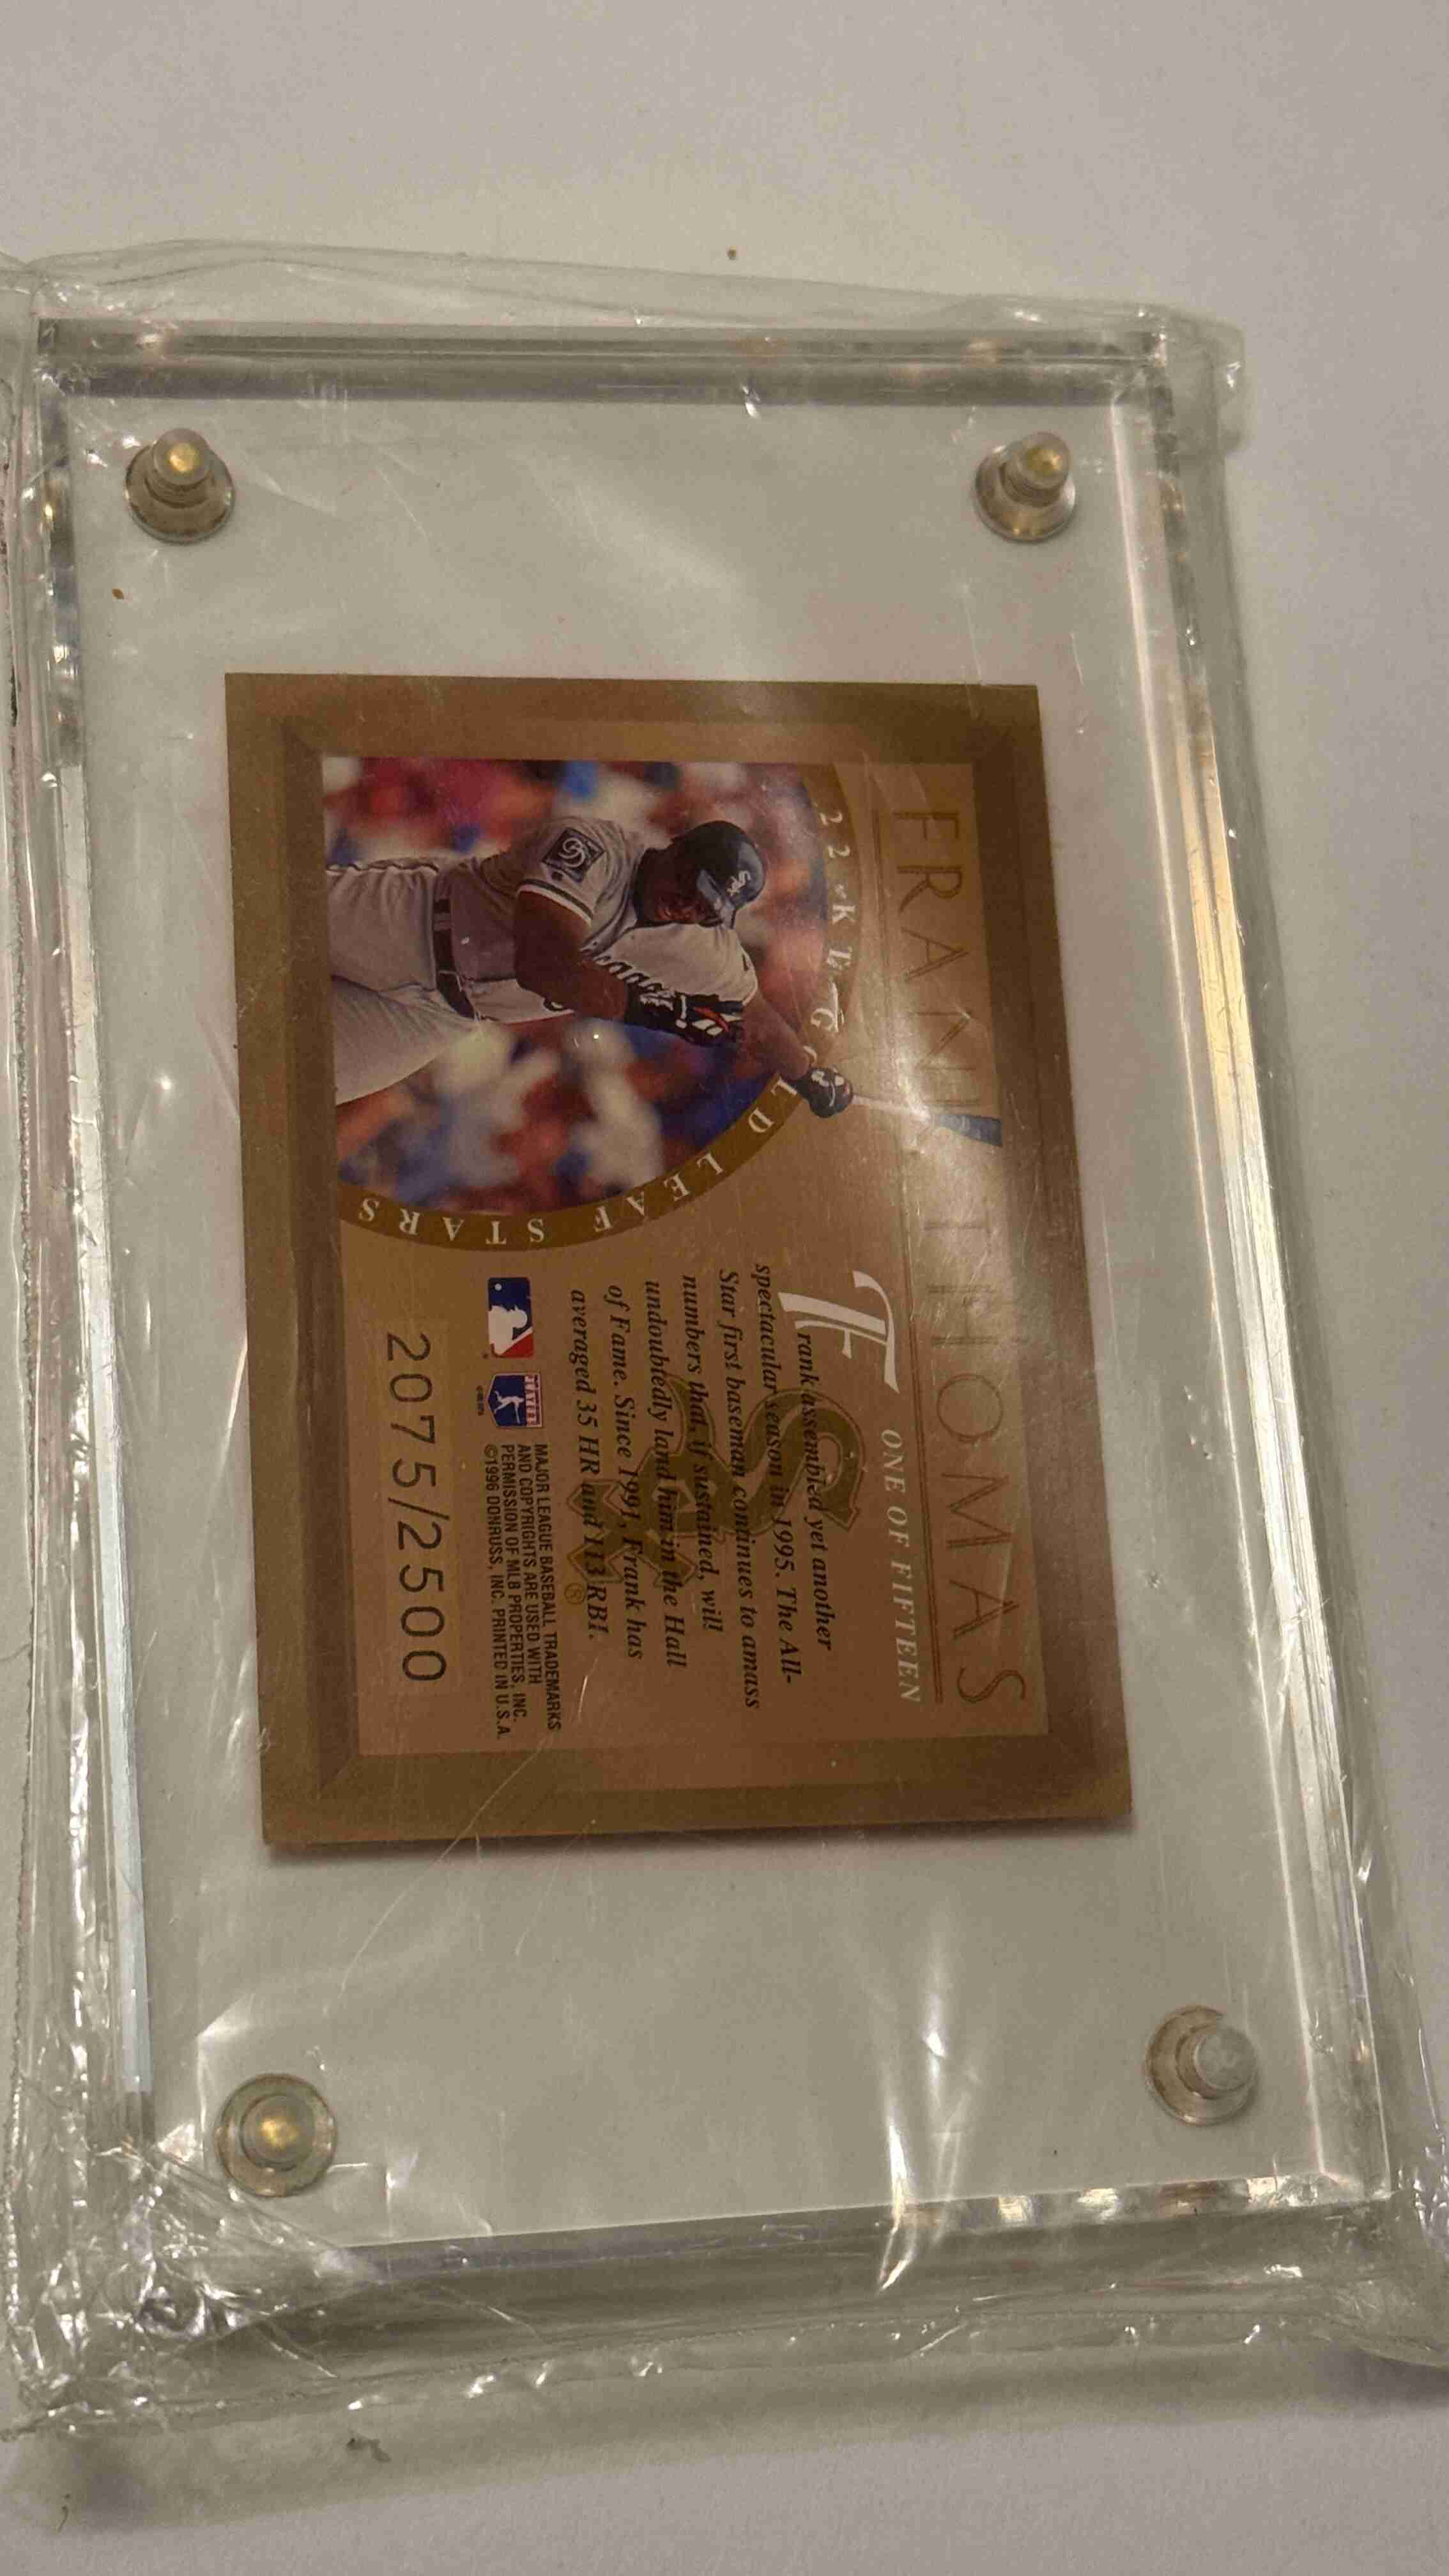 FRANK THOMAS
22-KT. GOLD LEAF STARS
ONE OF FIFTEEN
Frank assembled yet another
spectacular season in 1995. The All-
Star first baseman continues to amass
numbers that, if sustained, will
undoubtedly land him in the Hall
of Fame. Since 1991, Frank has
averaged 35 HR and 113 RBI.
Sox
®
MAJOR LEAGUE BASEBALL TRADEMARKS
AND COPYRIGHTS ARE USED WITH
PERMISSION OF MLB PROPERTIES, INC.
©1996 DONRUSS, INC. PRINTED IN U.S.A.
2075/2500